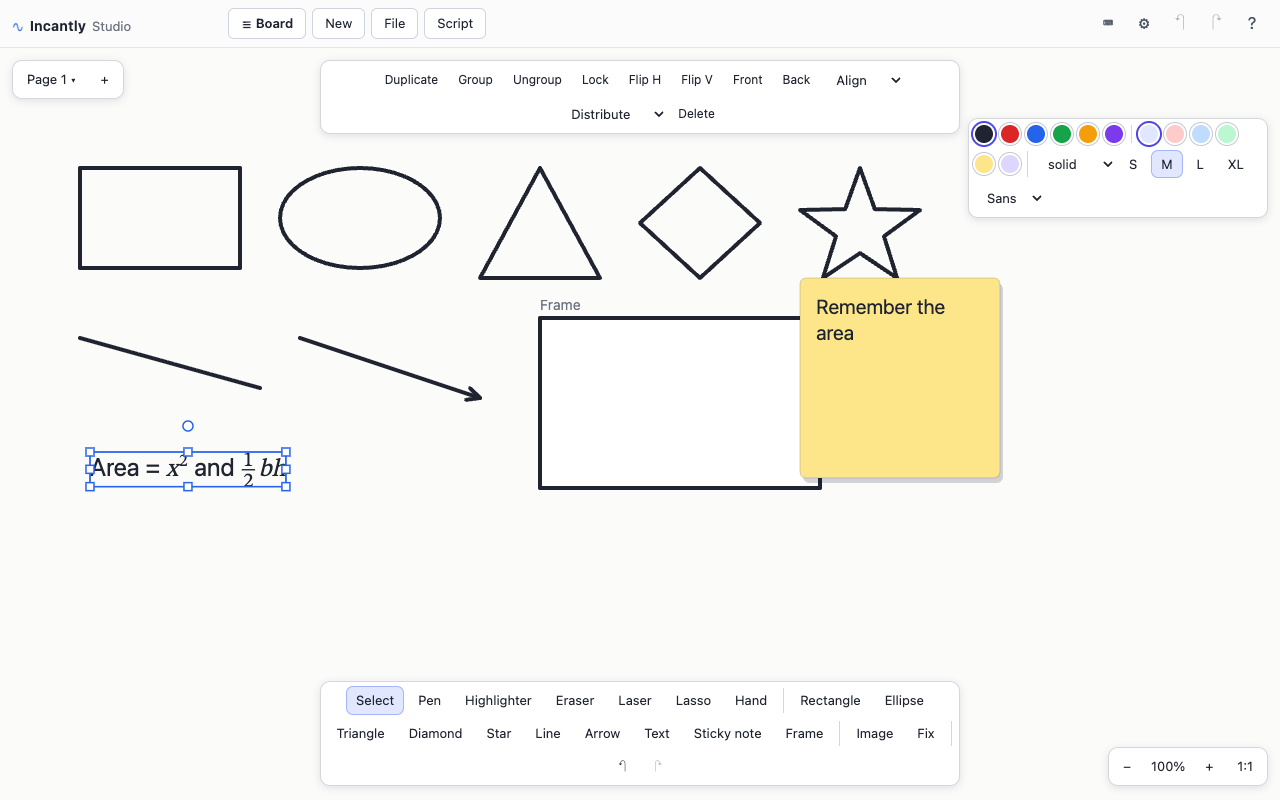 Incantly Studio
≡ Board New File Script
?
Page 1 ▾ +
Duplicate Group Ungroup Lock Flip H Flip V Front Back Align
Distribute Delete
solid S M L XL
Sans
Frame
Remember the
area
Area = x² and ½ bh
Select Pen Highlighter Eraser Laser Lasso Hand Rectangle Ellipse
Triangle Diamond Star Line Arrow Text Sticky note Frame Image Fix
− 100% + 1:1